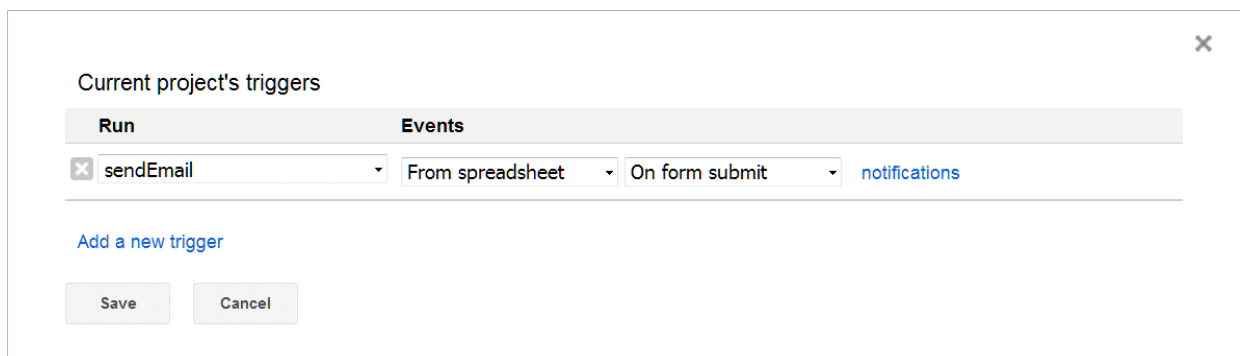 Current project's triggers
Run Events
sendEmail From spreadsheet On form submit notifications
Add a new trigger
Save Cancel